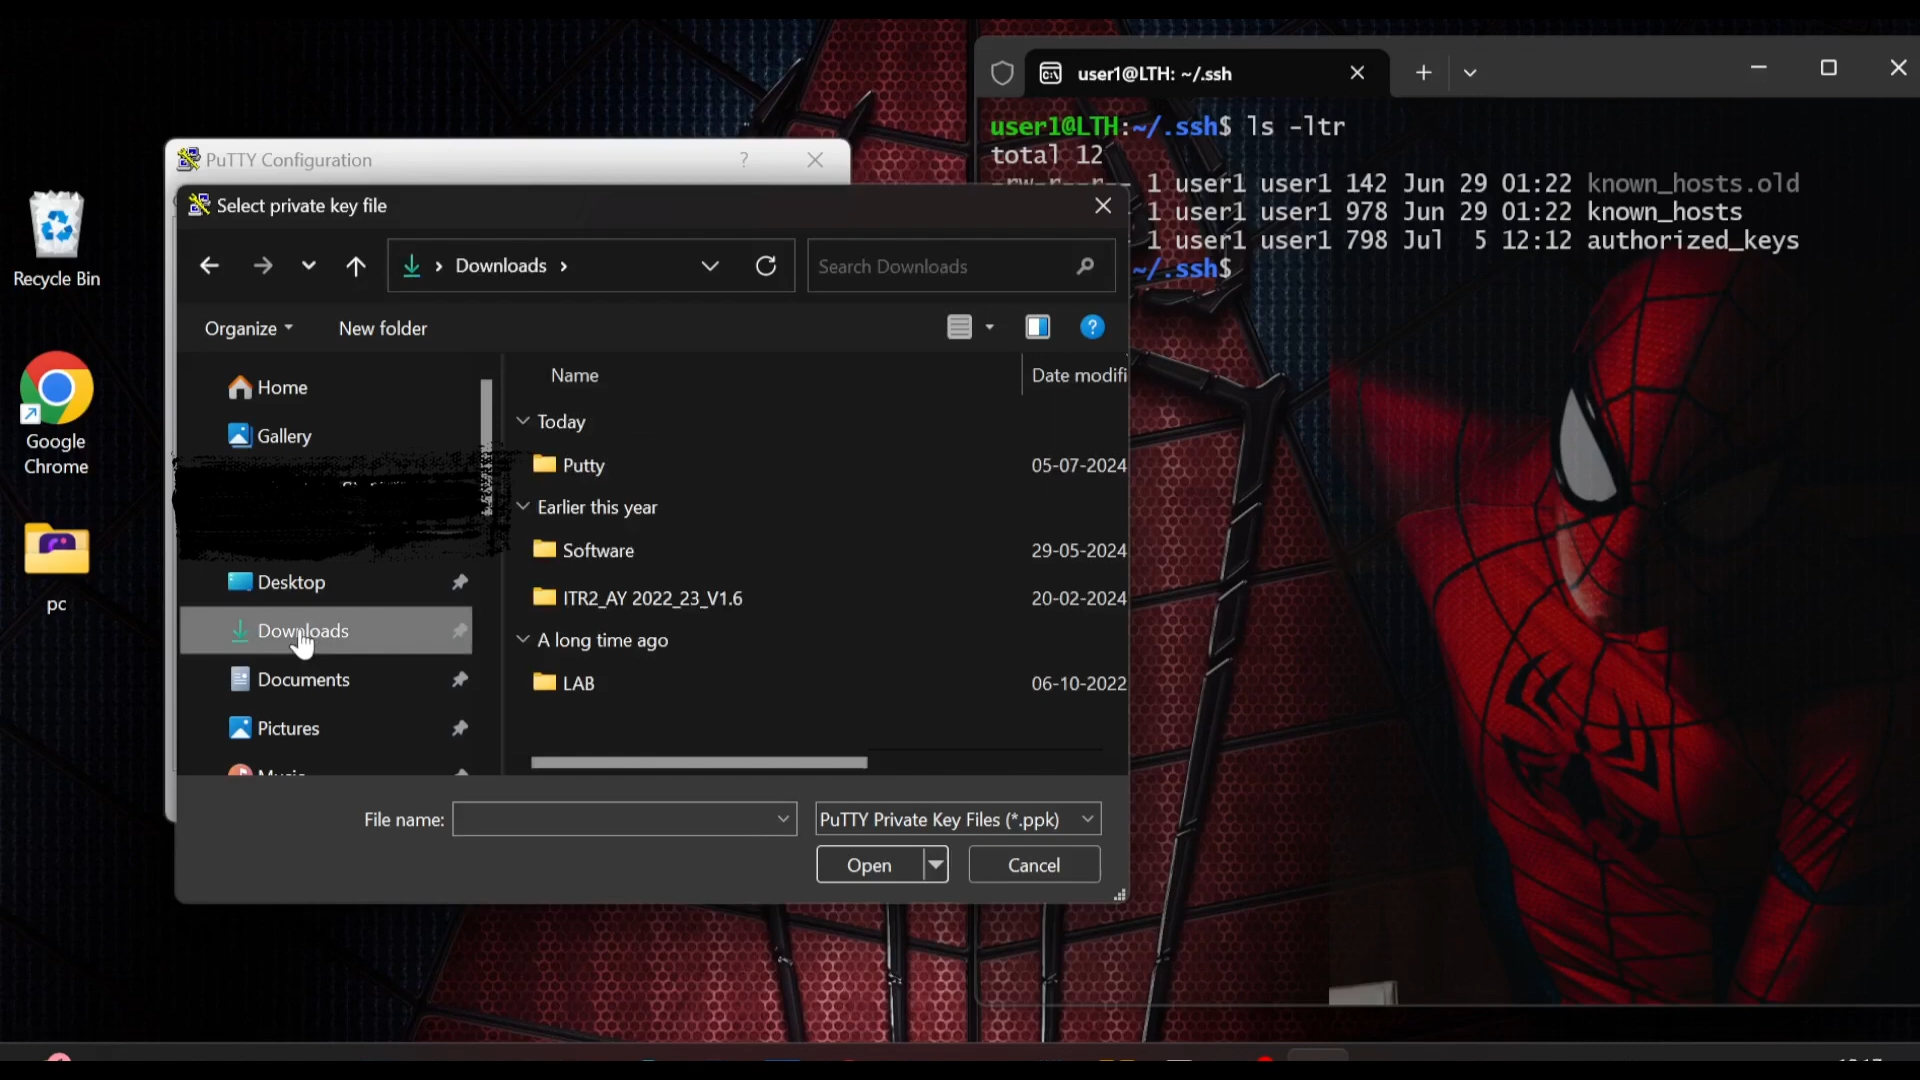 Recycle Bin
Google
Chrome
pc
PuTTY Configuration
?
Select private key file
Downloads
Search Downloads
Organize
New folder
?
Home
Gallery
Desktop
Downloads
Documents
Pictures
Music
Name
Date modifi
Today
Putty
05-07-2024
Earlier this year
Software
29-05-2024
ITR2_AY 2022_23_V1.6
20-02-2024
A long time ago
LAB
06-10-2022
File name:
PuTTY Private Key Files (*.ppk)
Open
Cancel
user1@LTH: ~/.ssh
user1@LTH:~/.ssh$ ls -ltr
total 12
-rw-r--r-- 1 user1 user1 142 Jun 29 01:22 known_hosts.old
1 user1 user1 978 Jun 29 01:22 known_hosts
1 user1 user1 798 Jul 5 12:12 authorized_keys
~/.ssh$